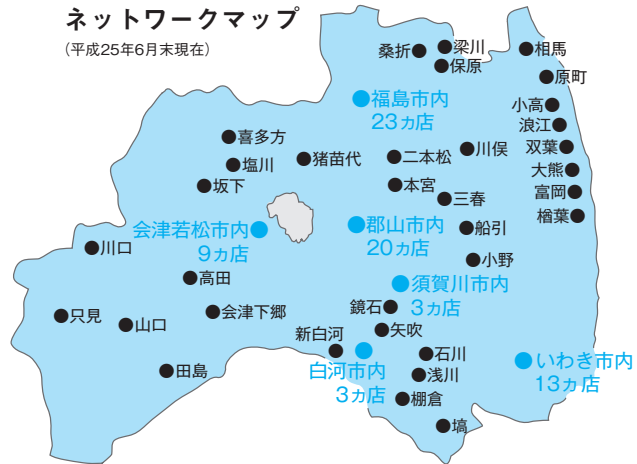 ネットワークマップ
(平成25年6月末現在)
桑折
梁川
保原
相馬
原町
福島市内
23ヵ店
小高
浪江
喜多方
塩川
猪苗代
二本松
川俣
双葉
大熊
坂下
本宮
三春
富岡
楢葉
会津若松市内
9ヵ店
郡山市内
20ヵ店
船引
川口
小野
高田
須賀川市内
3ヵ店
只見
山口
会津下郷
鏡石
矢吹
新白河
白河市内
3ヵ店
石川
いわき市内
13ヵ店
田島
浅川
棚倉
塙